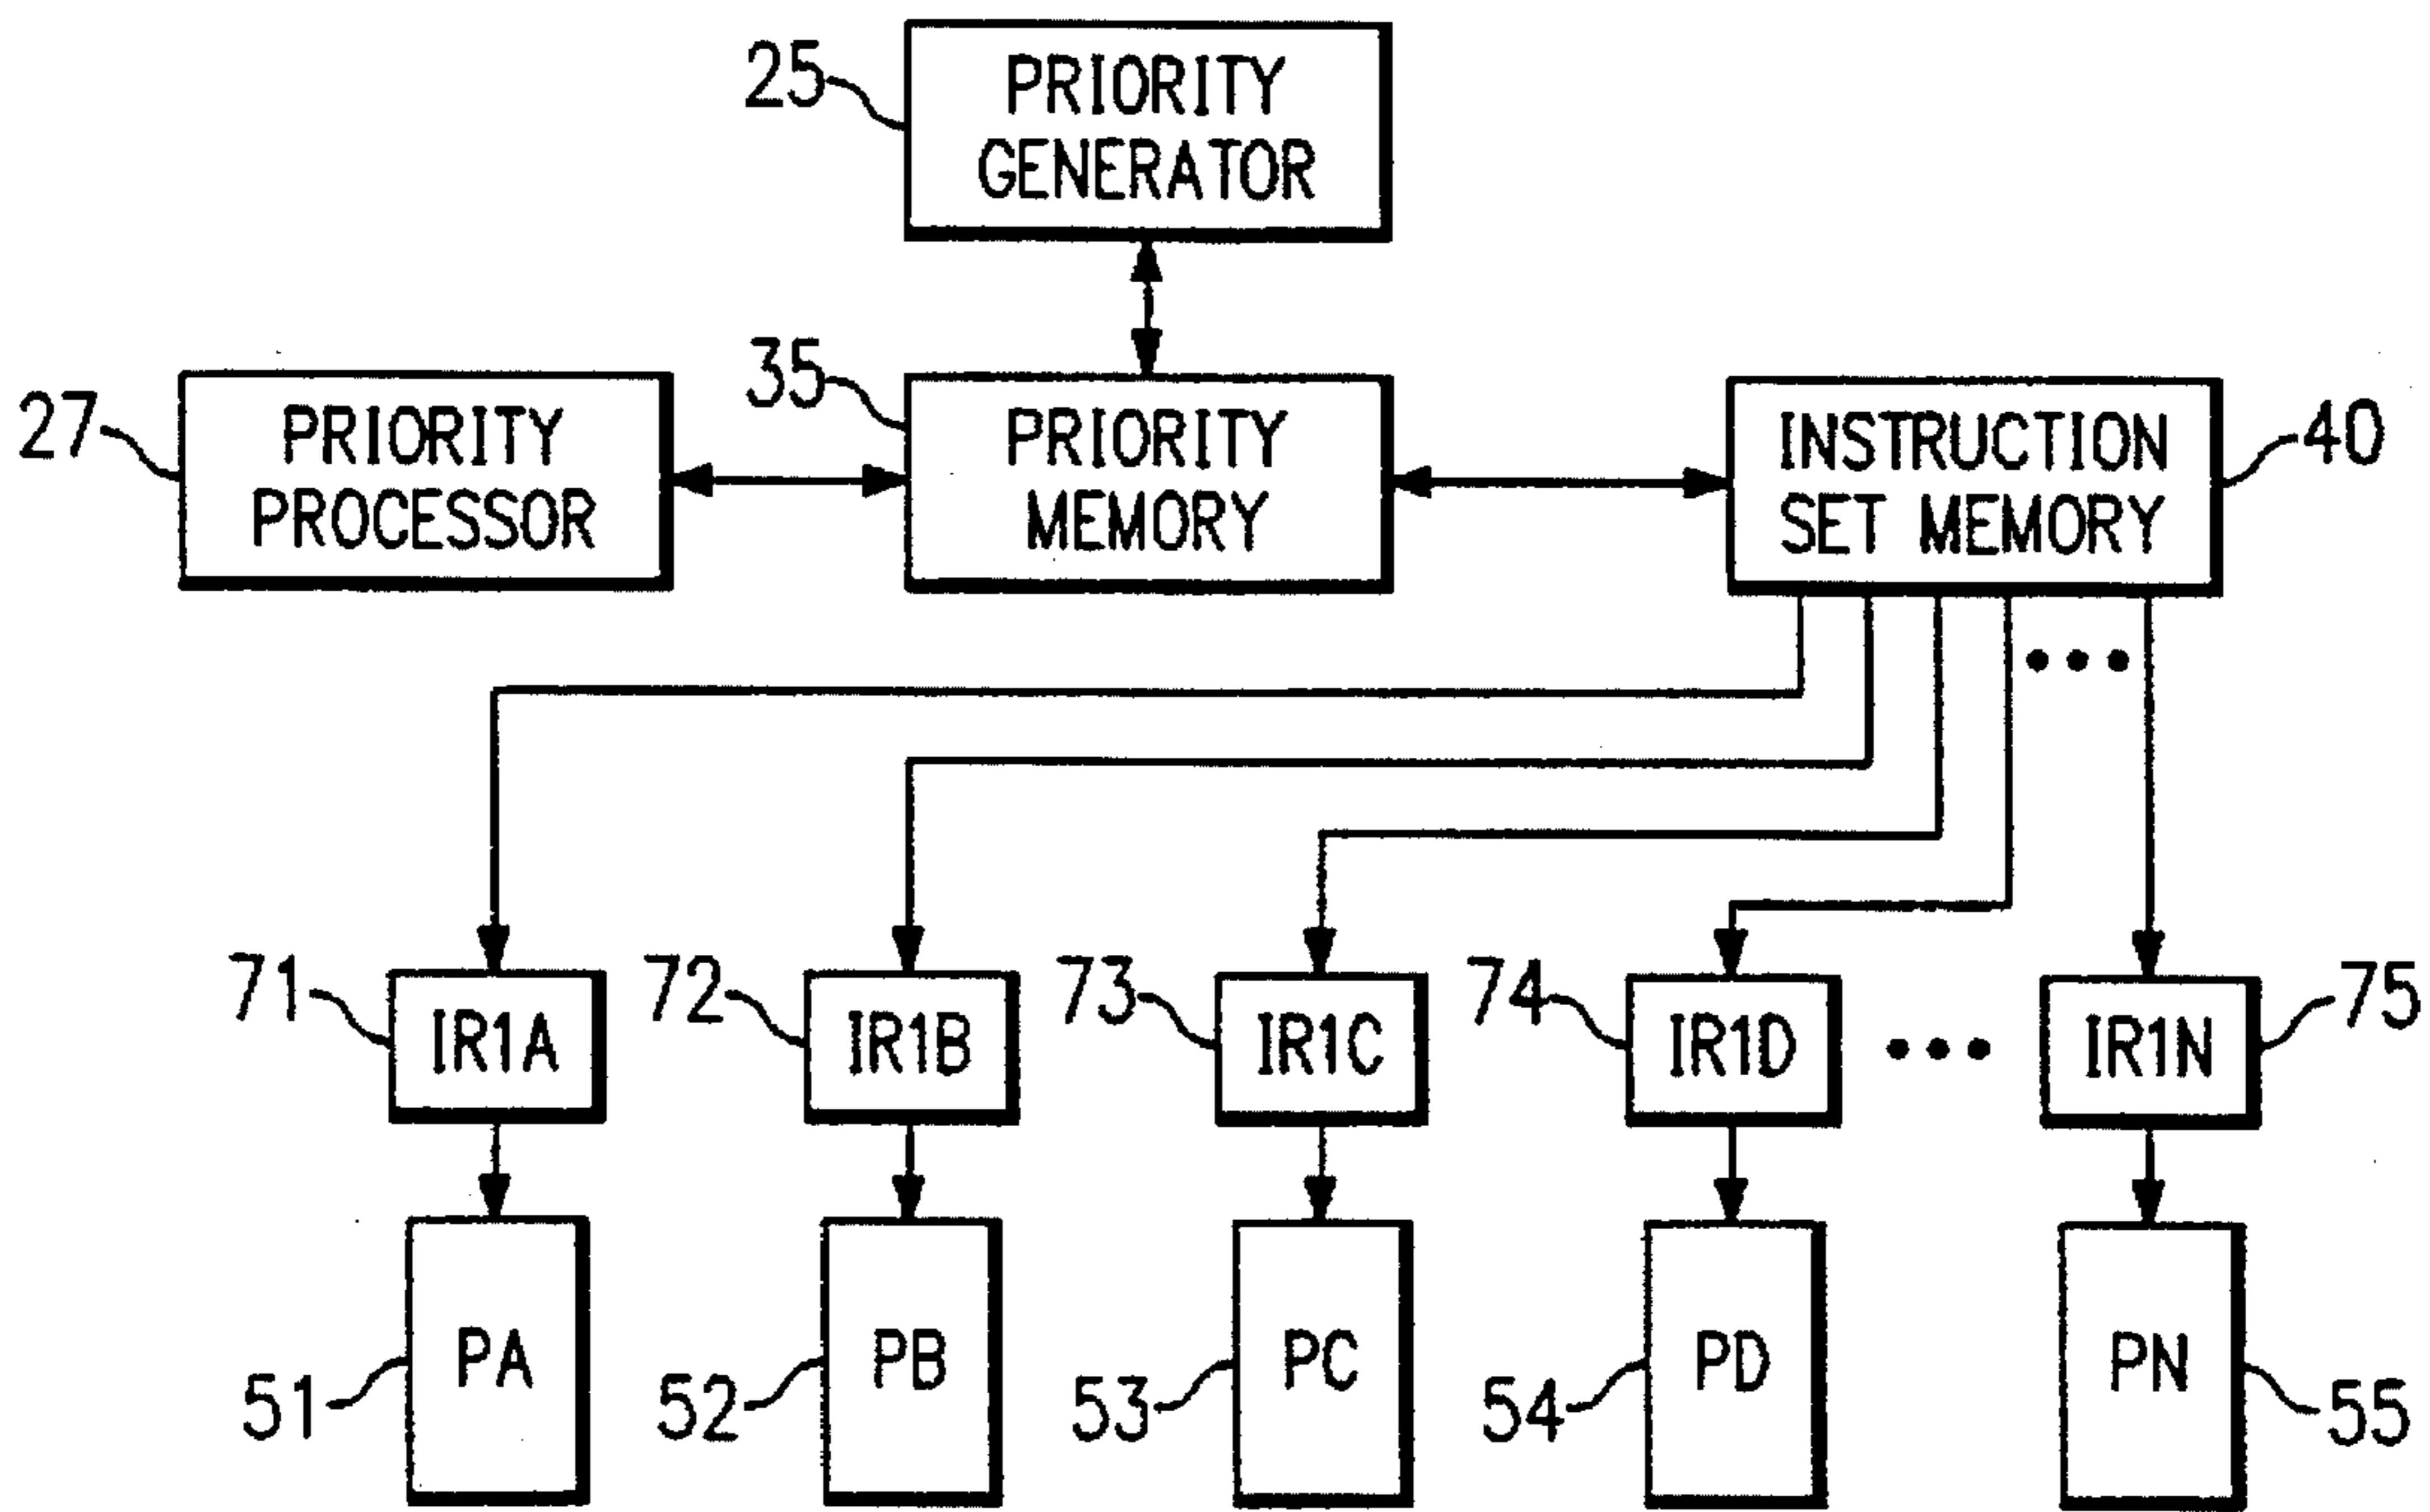 25
PRIORITY
GENERATOR
27
PRIORITY
PROCESSOR
35
PRIORITY
MEMORY
INSTRUCTION
SET MEMORY
40
71
IR1A
72
IR1B
73
IR1C
74
IR1D
IR1N
75
51
PA
52
PB
53
PC
54
PD
PN
55